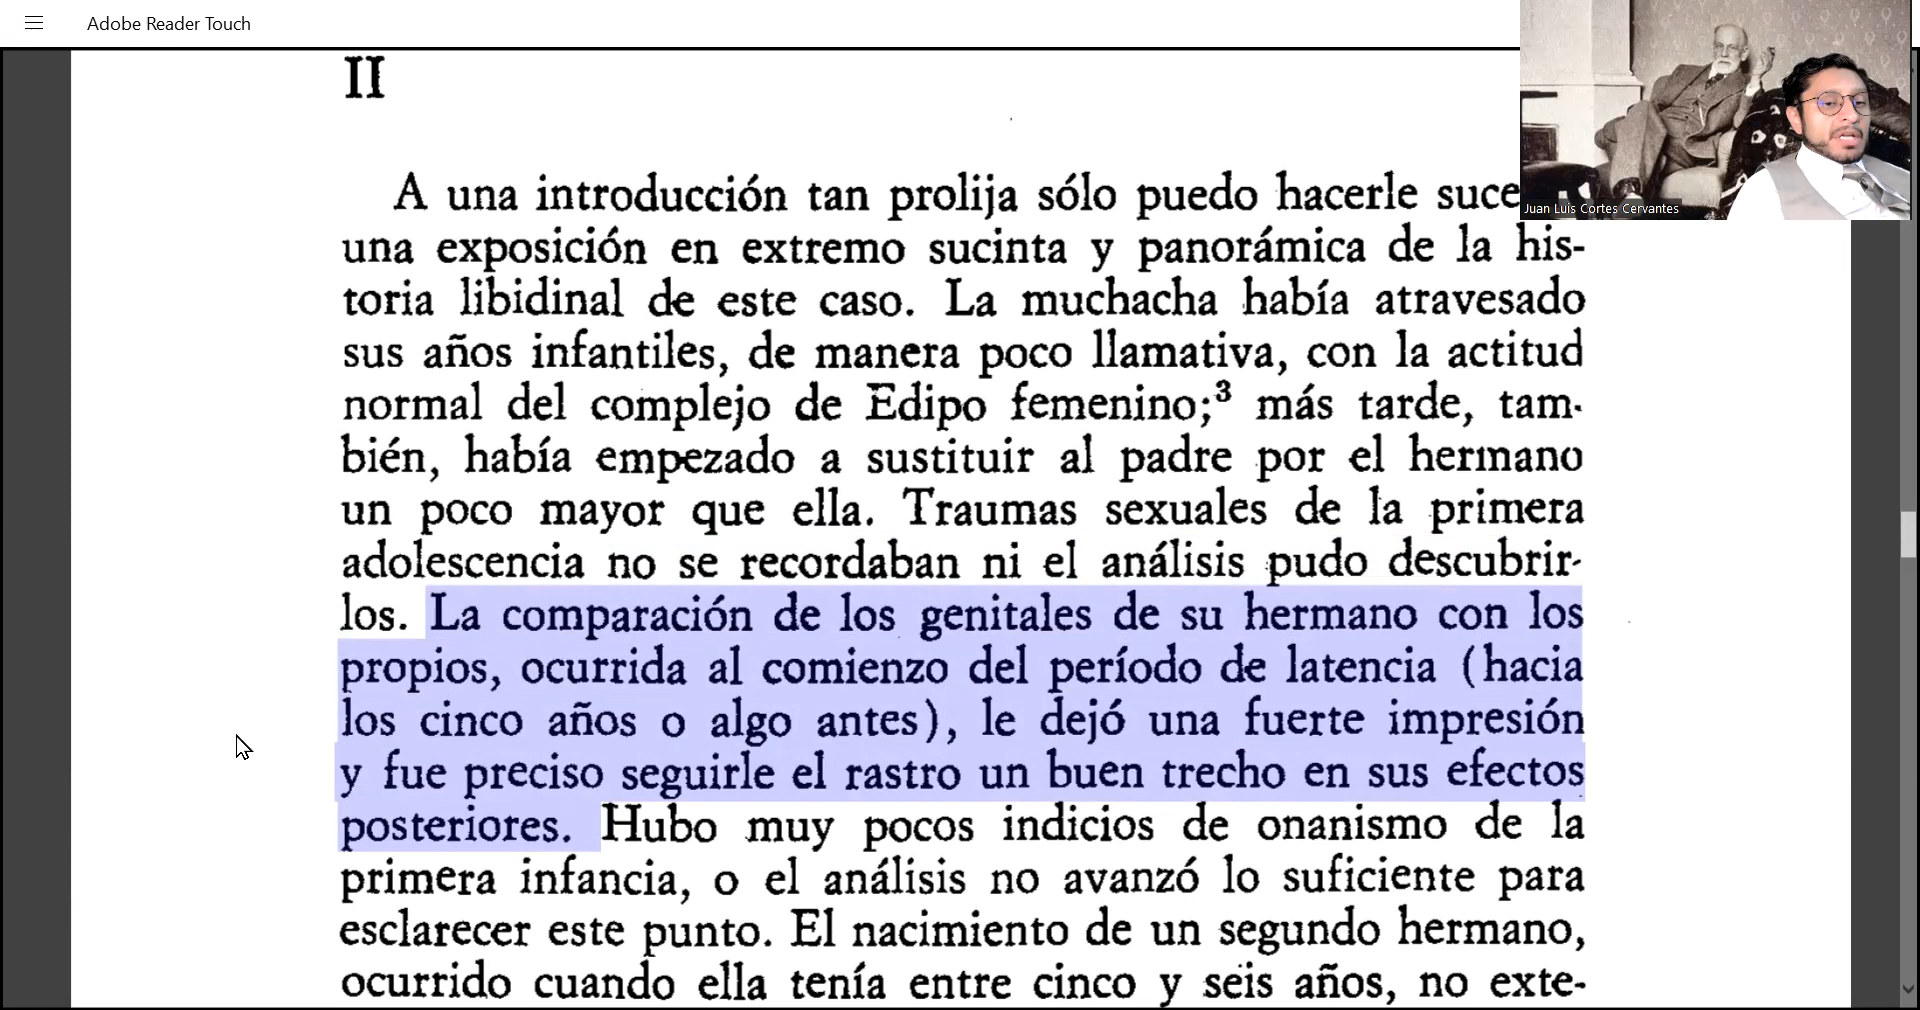 Adobe Reader Touch
Juan Luis Cortes Cervantes
II
A una introducción tan prolija sólo puedo hacerle
una exposición en extremo sucinta y panorámica de la his-
toria libidinal de este caso. La muchacha había atravesado
sus años infantiles, de manera poco llamativa, con la actitud
normal del complejo de Edipo femenino;³ más tarde, tam-
bién, había empezado a sustituir al padre por el hermano
un poco mayor que ella. Traumas sexuales de la primera
adolescencia no se recordaban ni el análisis pudo descubrir-
los. La comparación de los genitales de su hermano con los
propios, ocurrida al comienzo del período de latencia (hacia
los cinco años o algo antes), le dejó una fuerte impresión
y fue preciso seguirle el rastro un buen trecho en sus efectos
posteriores. Hubo muy pocos indicios de onanismo de la
primera infancia, o el análisis no avanzó lo suficiente para
esclarecer este punto. El nacimiento de un segundo hermano,
ocurrido cuando ella tenía entre cinco y seis años, no exte-